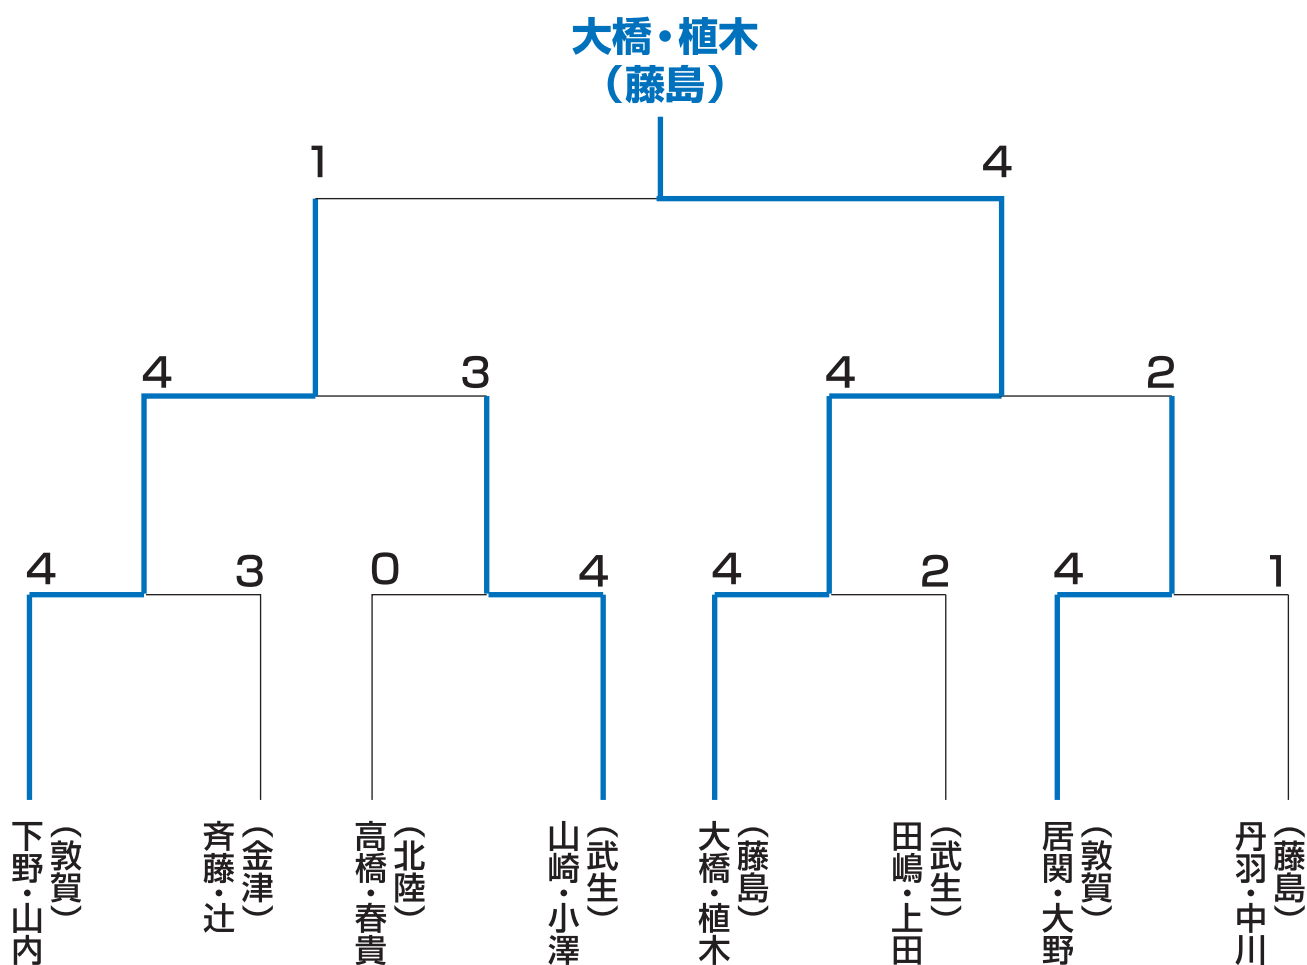 大橋・植木
（藤島）
1
4
4
3
4
2
4
3
0
4
4
2
4
1
下野・山内
（敦賀）
斉藤・辻
（金津）
高橋・春貴
（北陸）
山崎・小澤
（武生）
大橋・植木
（藤島）
田嶋・上田
（武生）
居関・大野
（敦賀）
丹羽・中川
（藤島）